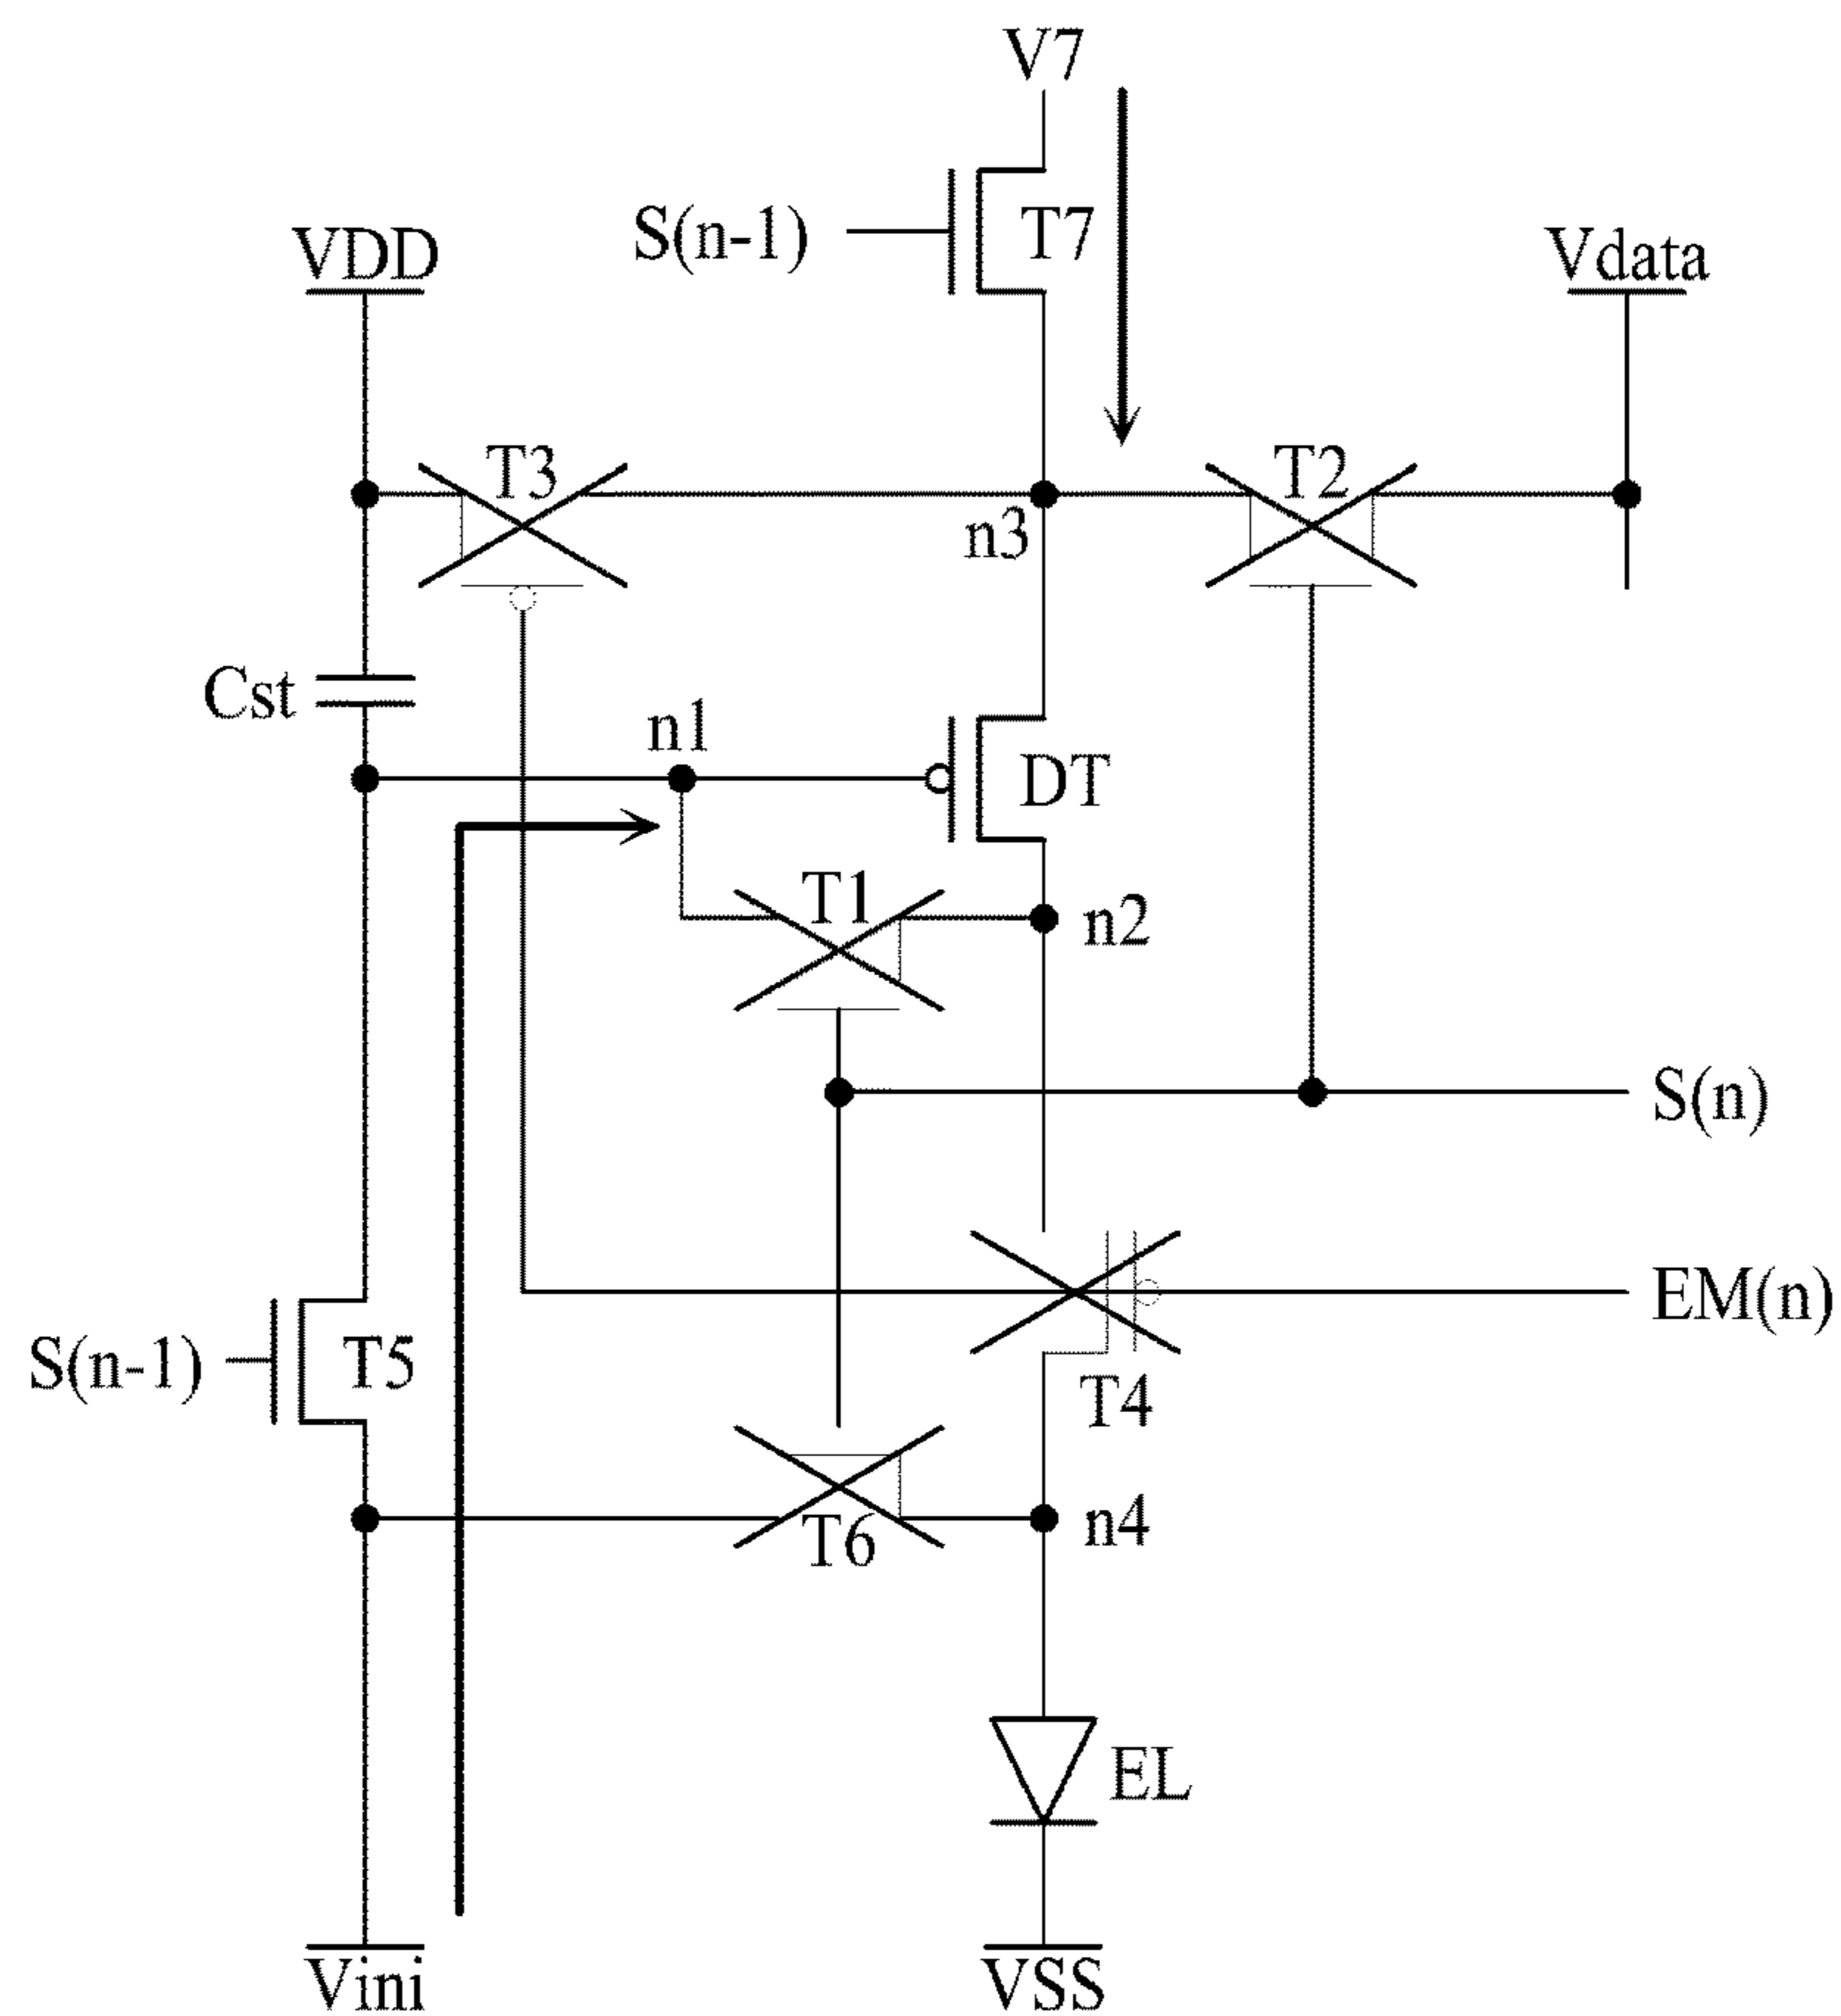 V7
S(n-1)
T7
VDD
Vdata
T3
T2
n3
Cst
n1
DT
T1
n2
S(n)
EM(n)
S(n-1)
T5
T4
T6
n4
EL
Vini
VSS